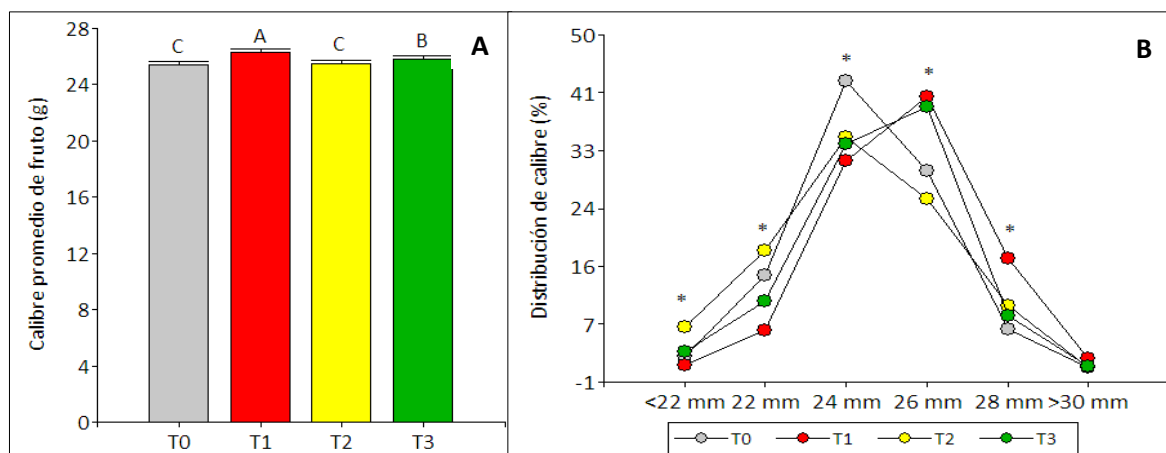 A
Calibre promedio de fruto (g)
28
24
20
16
12
8
4
0
C
A
C
B
T0
T1
T2
T3
B
Distribución de calibre (%)
50
41
33
24
16
7
-1
*
*
*
*
*
<22 mm
22 mm
24 mm
26 mm
28 mm
>30 mm
T0
T1
T2
T3